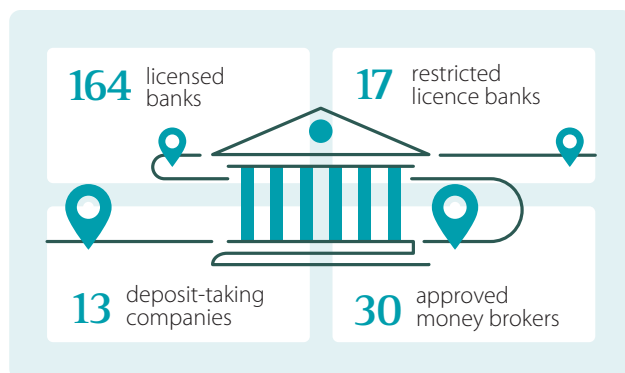 164 licensed
banks
17 restricted
licence banks
13 deposit-taking
companies
30 approved
money brokers